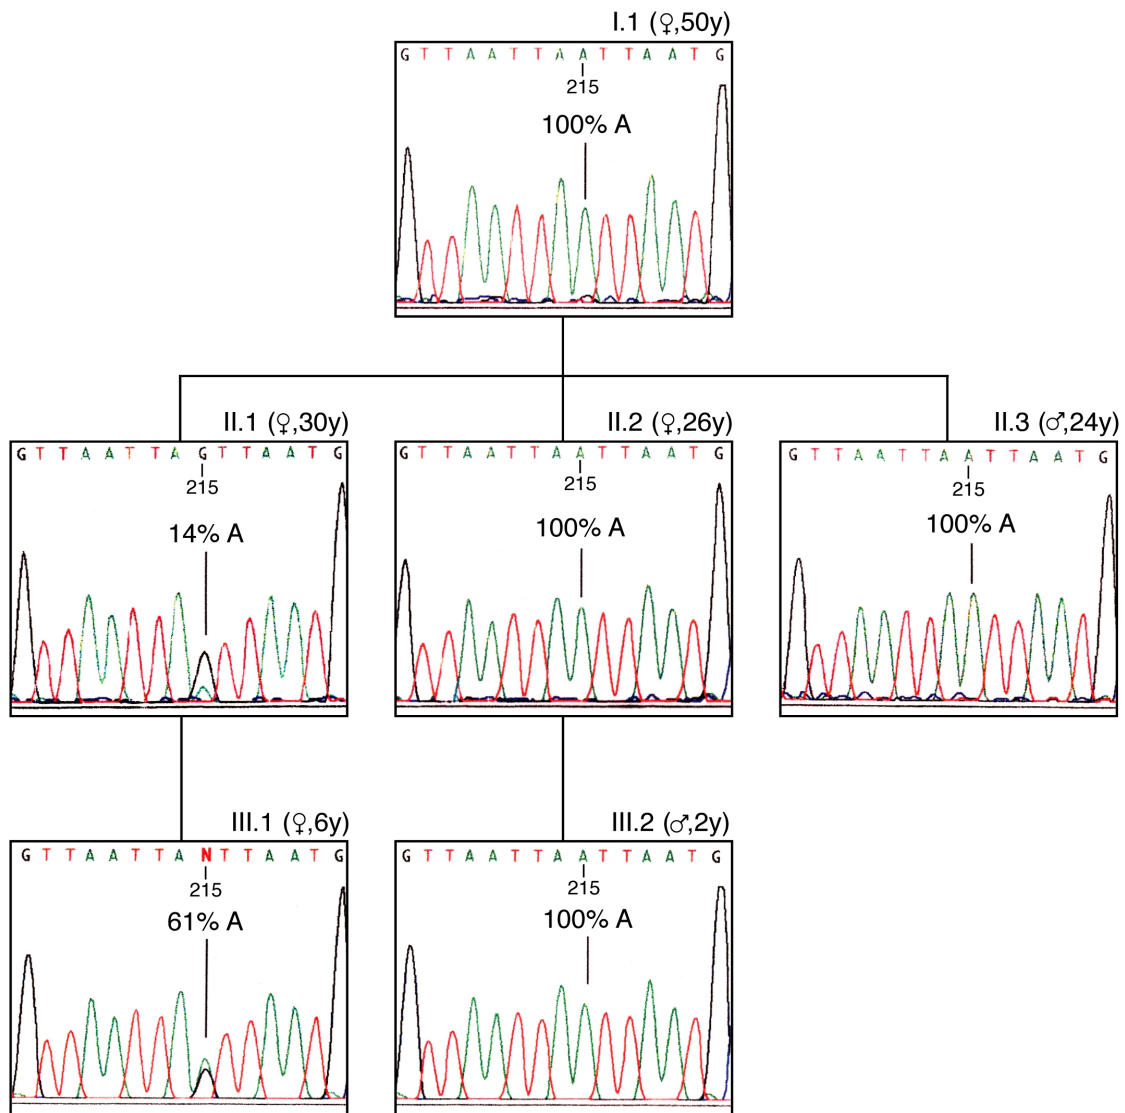 I.1 (♀,50y)
G T T A A T T A A T T A A T G
215
100% A
II.1 (♀,30y)
G T T A A T T A G T T A A T G
215
14% A
II.2 (♀,26y)
G T T A A T T A A T T A A T G
215
100% A
II.3 (♂,24y)
G T T A A T T A A T T A A T G
215
100% A
III.1 (♀,6y)
G T T A A T T A N T T A A T G
215
61% A
III.2 (♂,2y)
G T T A A T T A A T T A A T G
215
100% A